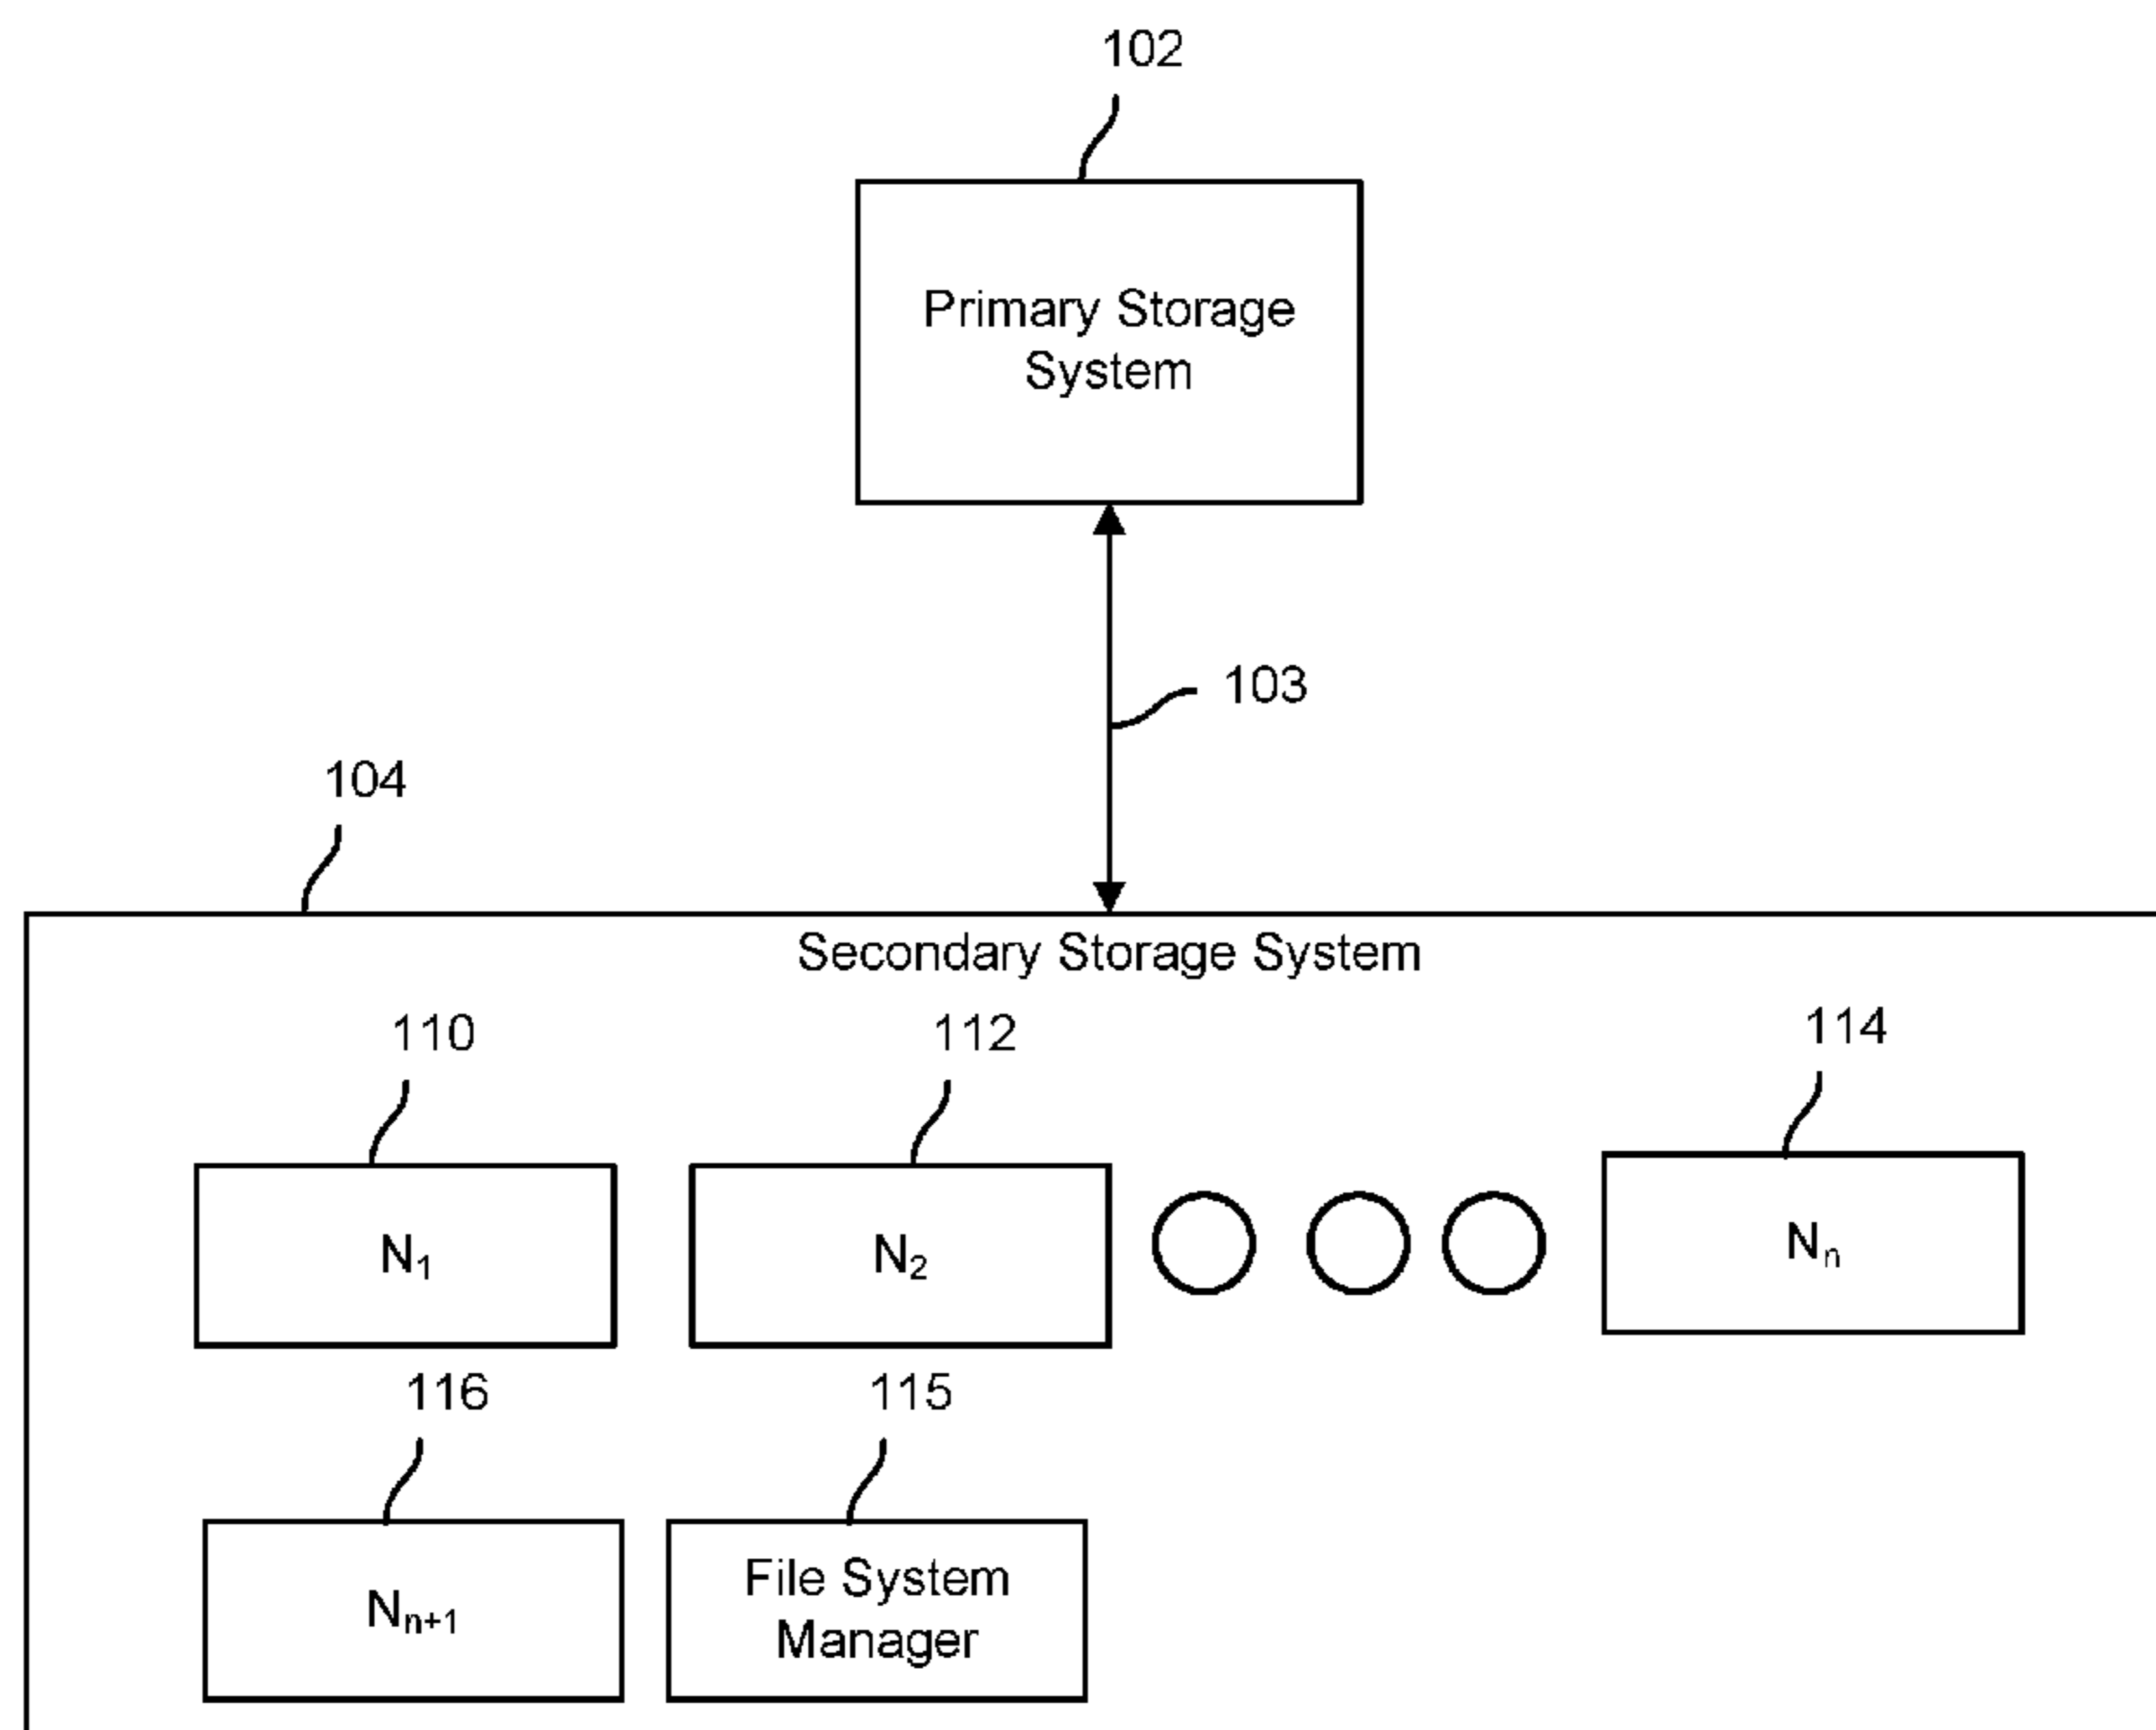 102
Primary Storage
System
103
104
Secondary Storage System
110
112
114
N₁
N₂
Nₙ
116
115
Nₙ₊₁
File System
Manager